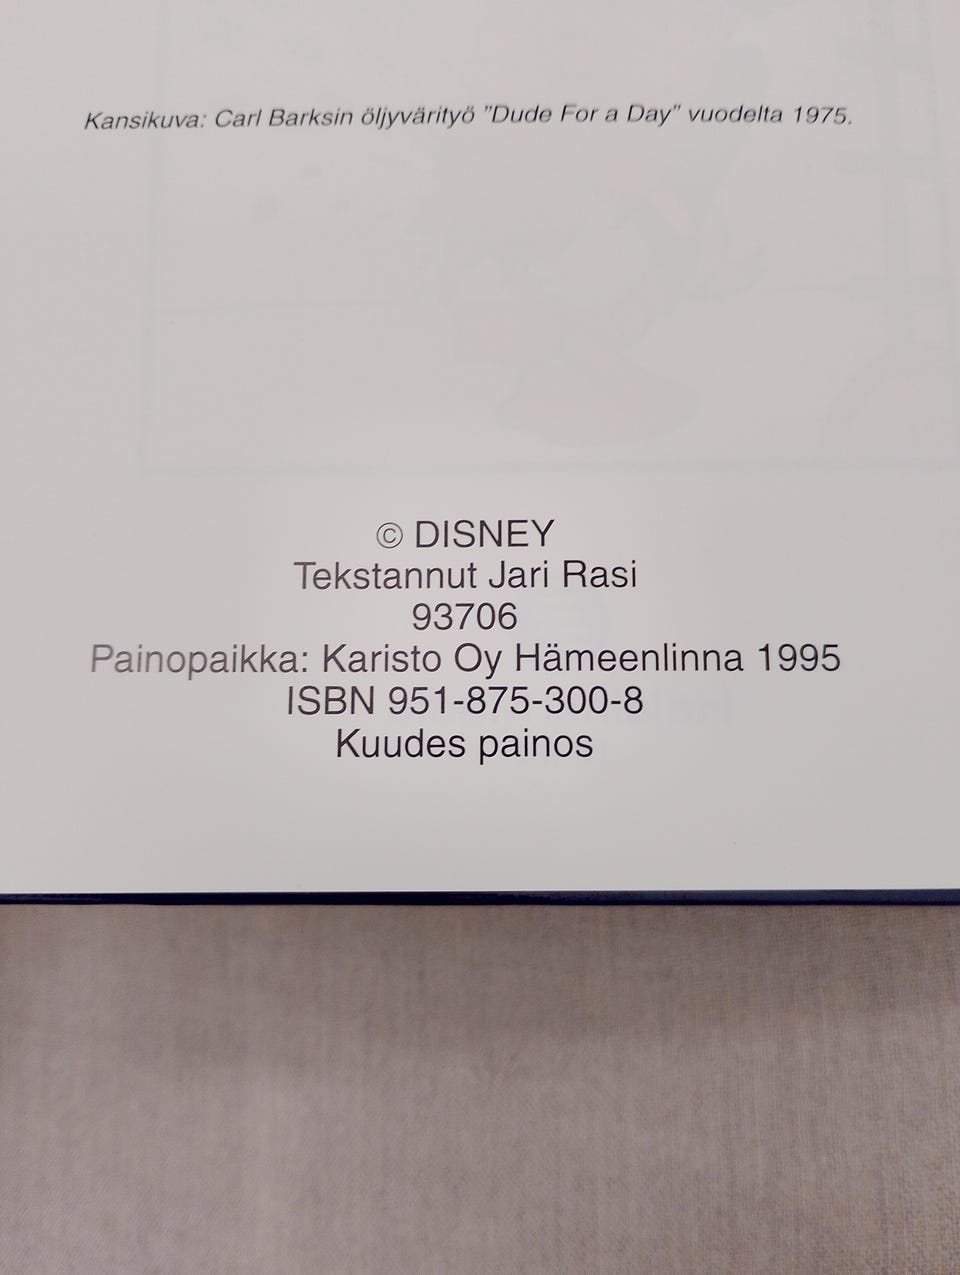 Kansikuva: Carl Barksin öljyvärityö "Dude For a Day" vuodelta 1975.
© DISNEY
Tekstannut Jari Rasi
93706
Painopaikka: Karisto Oy Hämeenlinna 1995
ISBN 951-875-300-8
Kuudes painos